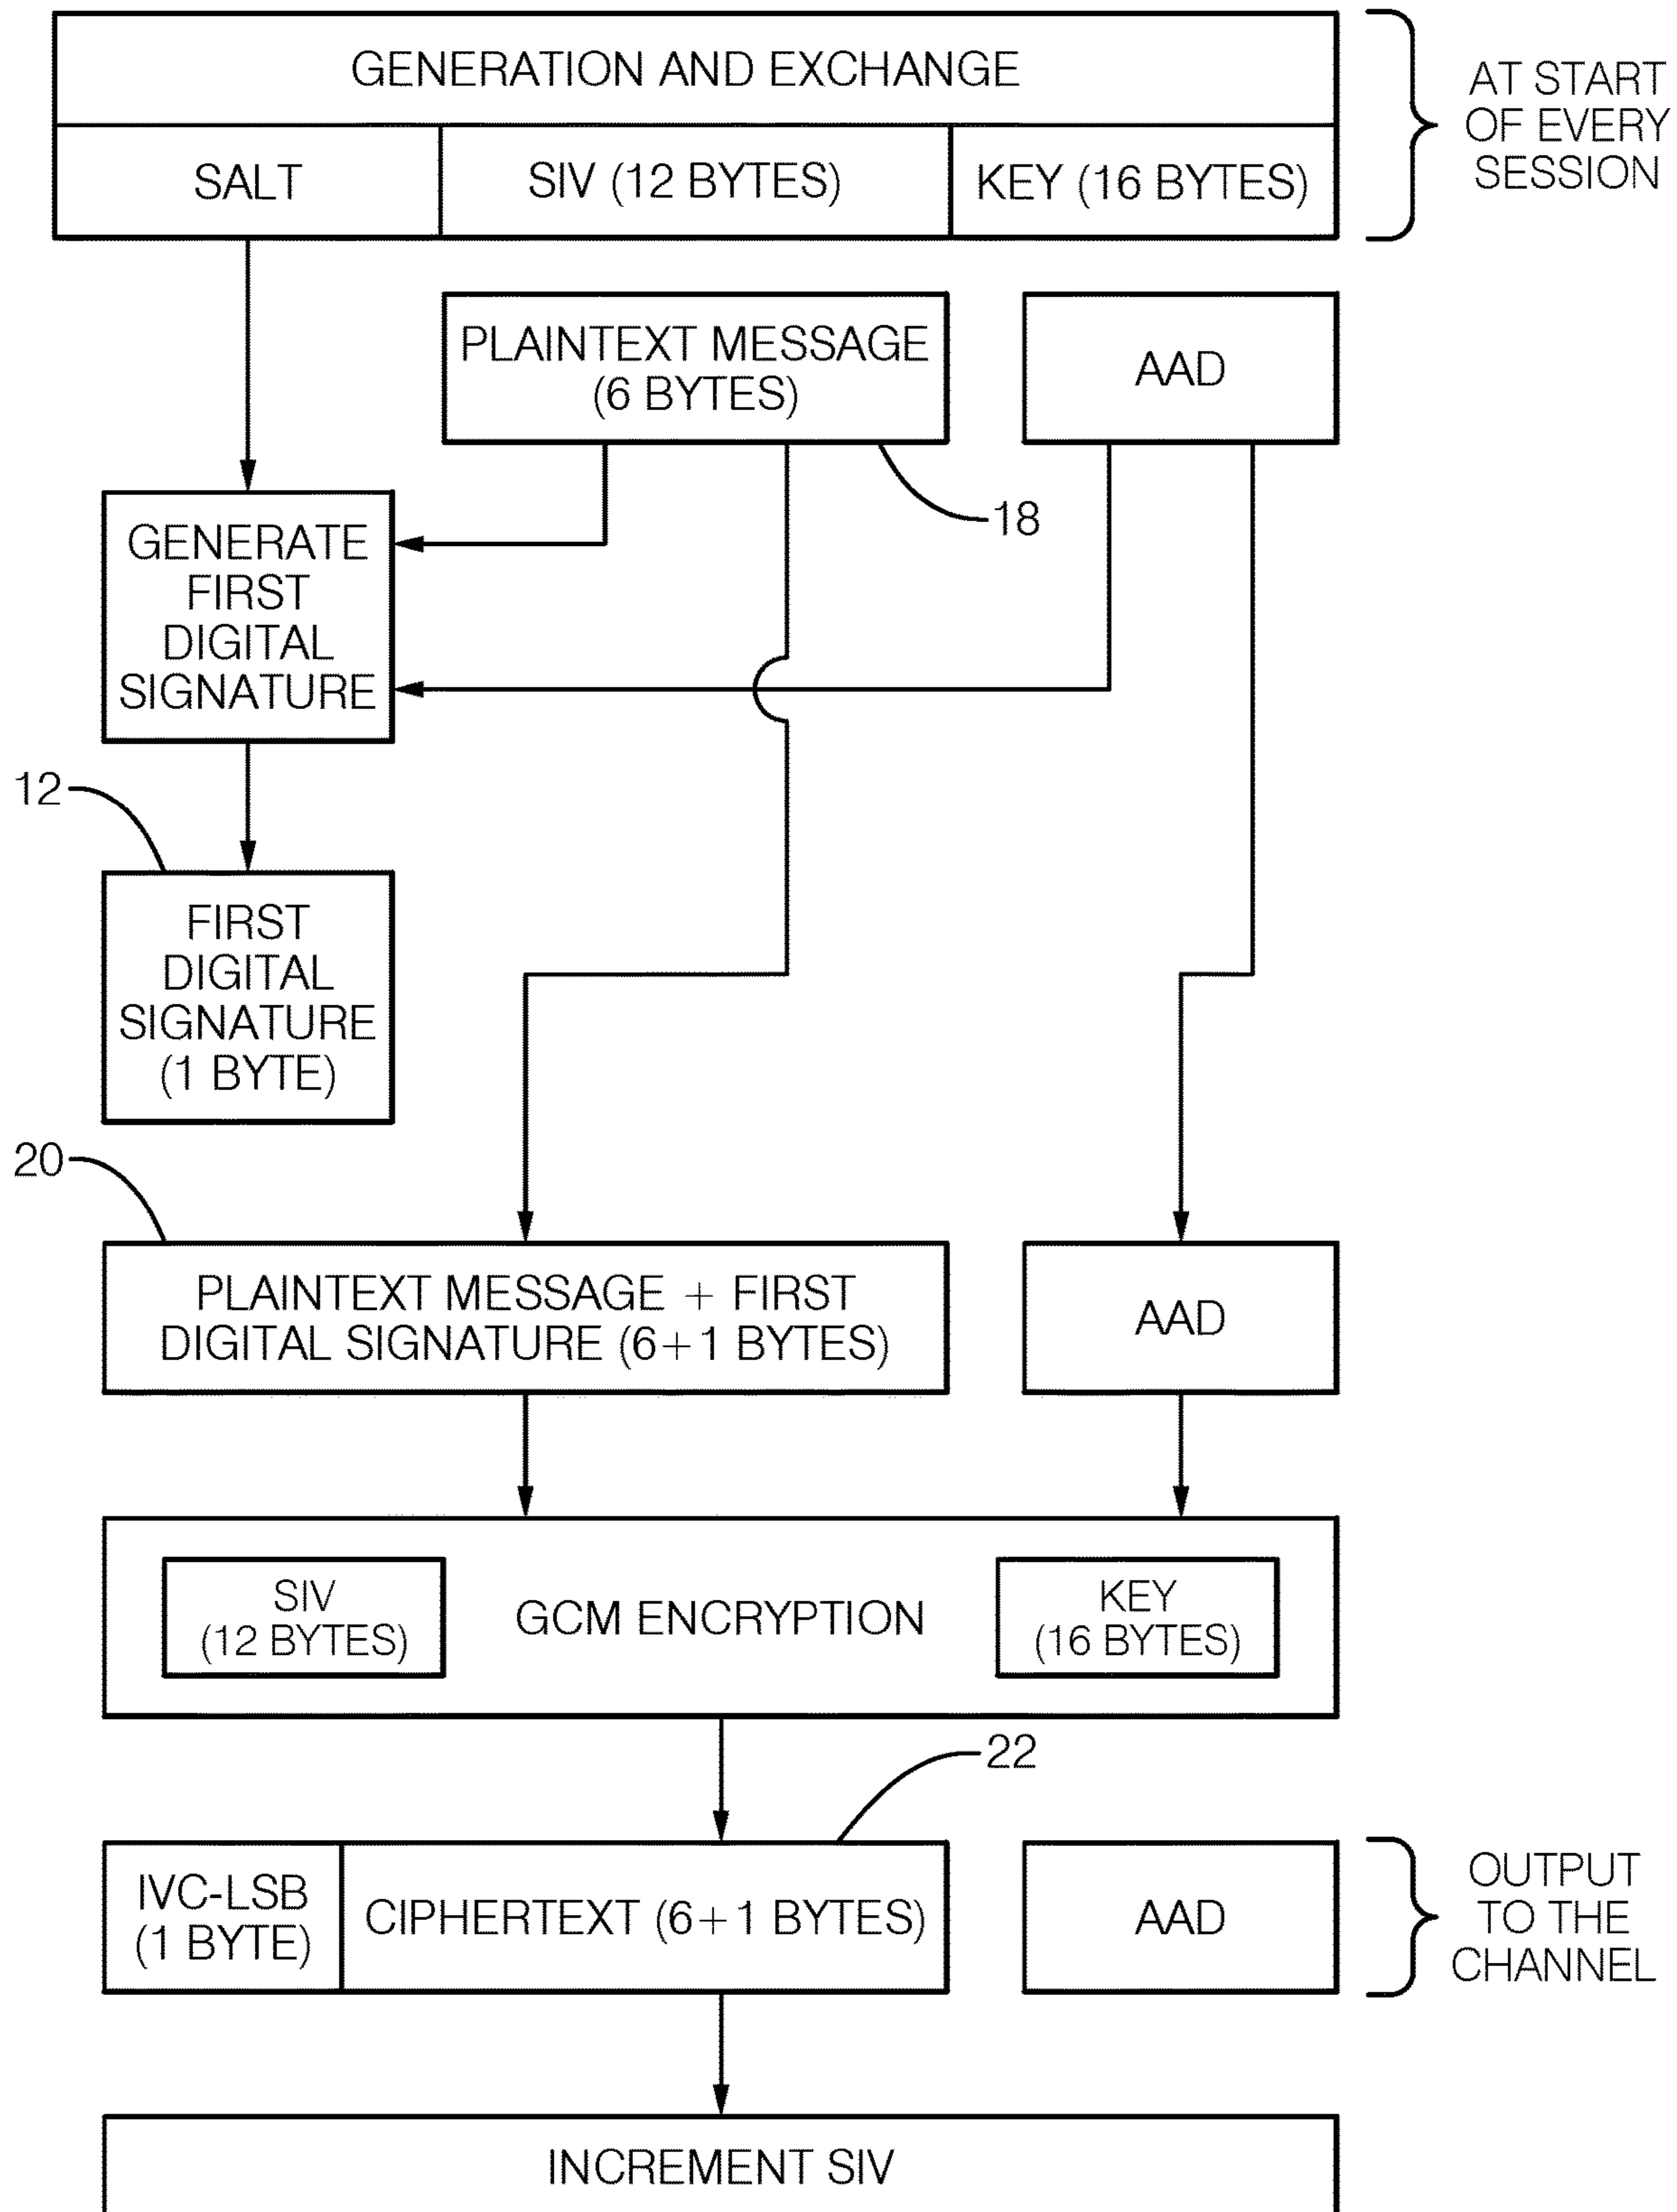 GENERATION AND EXCHANGE
SALT
SIV (12 BYTES)
KEY (16 BYTES)
AT START
OF EVERY
SESSION
PLAINTEXT MESSAGE
(6 BYTES)
AAD
18
GENERATE
FIRST
DIGITAL
SIGNATURE
12
FIRST
DIGITAL
SIGNATURE
(1 BYTE)
20
PLAINTEXT MESSAGE + FIRST
DIGITAL SIGNATURE (6+1 BYTES)
AAD
SIV
(12 BYTES)
GCM ENCRYPTION
KEY
(16 BYTES)
22
IVC-LSB
(1 BYTE)
CIPHERTEXT (6+1 BYTES)
AAD
OUTPUT
TO THE
CHANNEL
INCREMENT SIV